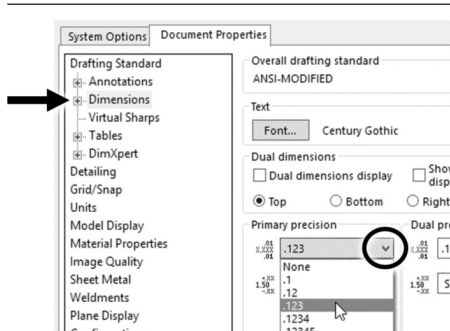 System Options
Document Properties
Drafting Standard
Annotations
Dimensions
Virtual Sharps
Tables
DimXpert
Detailing
Grid/Snap
Units
Model Display
Material Properties
Image Quality
Sheet Metal
Weldments
Plane Display
Overall drafting standard
ANSI-MODIFIED
Text
Font... Century Gothic
Dual dimensions
Dual dimensions display
Top Bottom Right
Primary precision
.123
None
.1
.12
.123
.1234
.12345